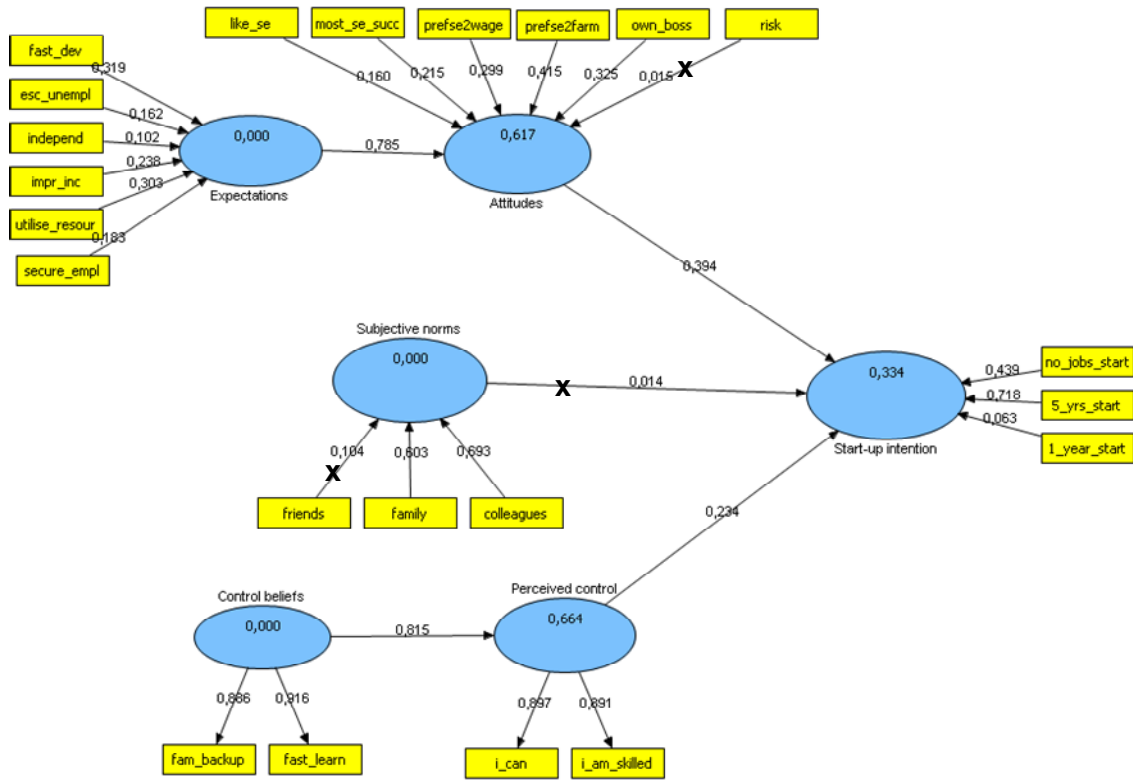 like_se
most_se_succ
prefse2wage
prefse2farm
own_boss
risk
fast_dev
0,319
0,160
0,215
0,299
0,415
0,325
0,015
X
esc_unempl
0,162
independ
0,102
0,000
0,785
0,617
impr_inc
0,238
0,303
Expectations
Attitudes
utilise_resour
0,183
secure_empl
0,394
Subjective norms
0,000
X
0,014
0,334
Start-up intention
no_jobs_start
0,439
5_yrs_start
0,718
0,063
1_year_start
0,104
X
0,603
0,693
friends
family
colleagues
0,234
Control beliefs
0,000
0,815
Perceived control
0,664
0,886
0,916
0,897
0,891
fam_backup
fast_learn
i_can
i_am_skilled